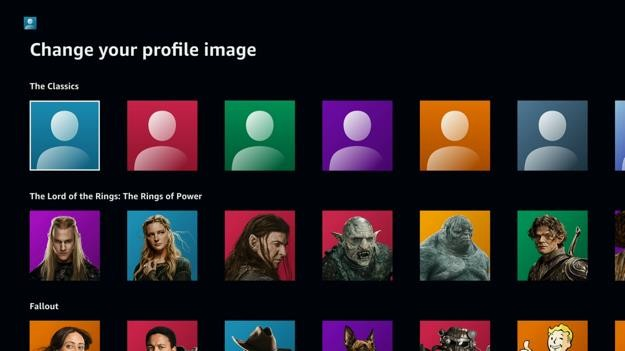 Change your profile image
The Classics
The Lord of the Rings: The Rings of Power
Fallout